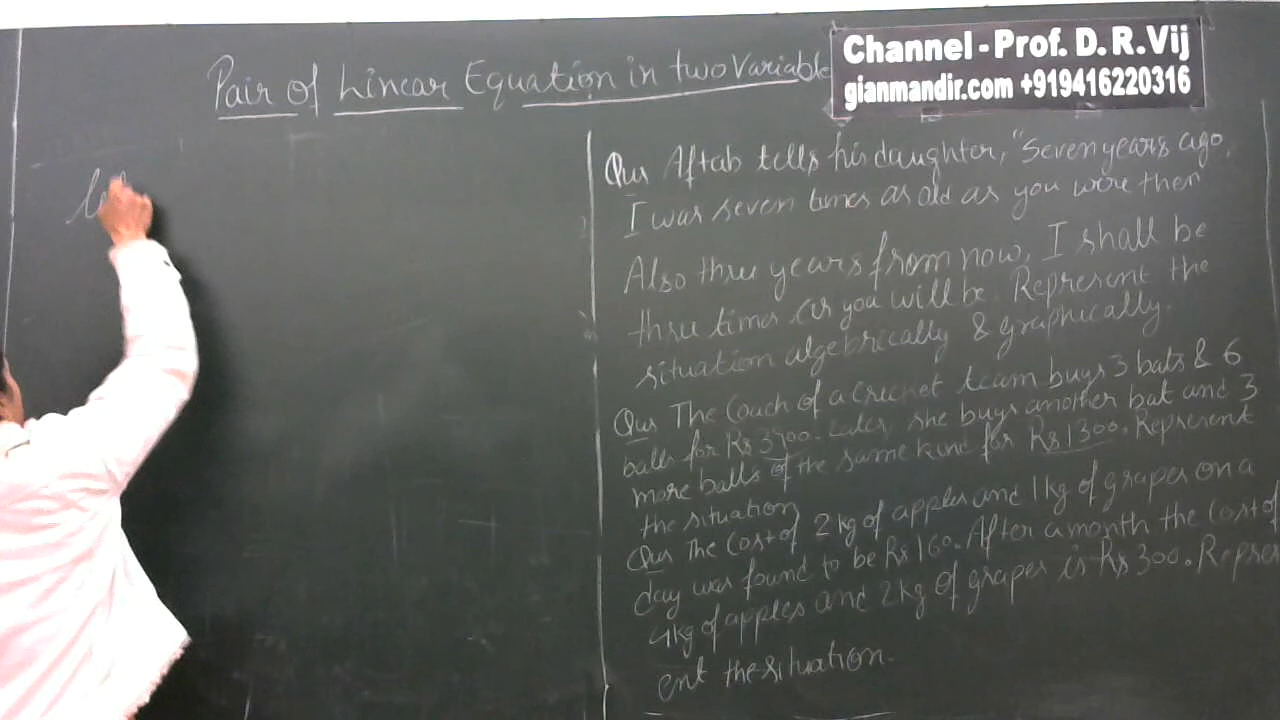 Pair of Linear Equation in two Variable
Channel - Prof. D. R. Vij
gianmandir.com +919416220316
Qus Aftab tells his daughter, "Seven years ago,
I was seven times as old as you were then
Also three years from now, I shall be
three times as you will be. Represent the
situation algebrically & graphically.
Qus The Couch of a Cricket team buys 3 bats & 6
balls for Rs 3900. Later, she buys another bat and 3
more balls of the same kind for Rs 1300. Represent
the situation
Qus The Cost of 2 kg of apples and 1 kg of grapes on a
day was found to be Rs 160. After a month the Cost of
4kg of apples and 2kg of grapes is Rs 300. Repres
ent the situation.